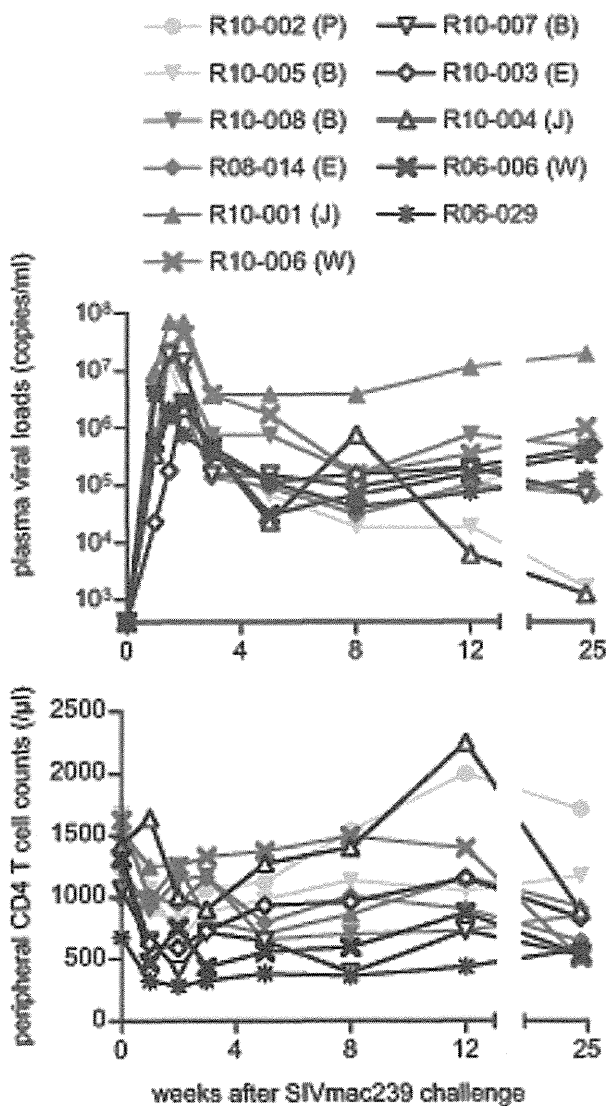 R10-002 (P) R10-007 (B)
R10-005 (B) R10-003 (E)
R10-008 (B) R10-004 (J)
R08-014 (E) R06-006 (W)
R10-001 (J) R06-029
R10-006 (W)
plasma viral loads (copies/ml)
10⁸
10⁷
10⁶
10⁵
10⁴
10³
0 4 8 12 25
peripheral CD4 T cell counts (/μl)
2500
2000
1500
1000
500
0
0 4 8 12 25
weeks after SIVmac239 challenge